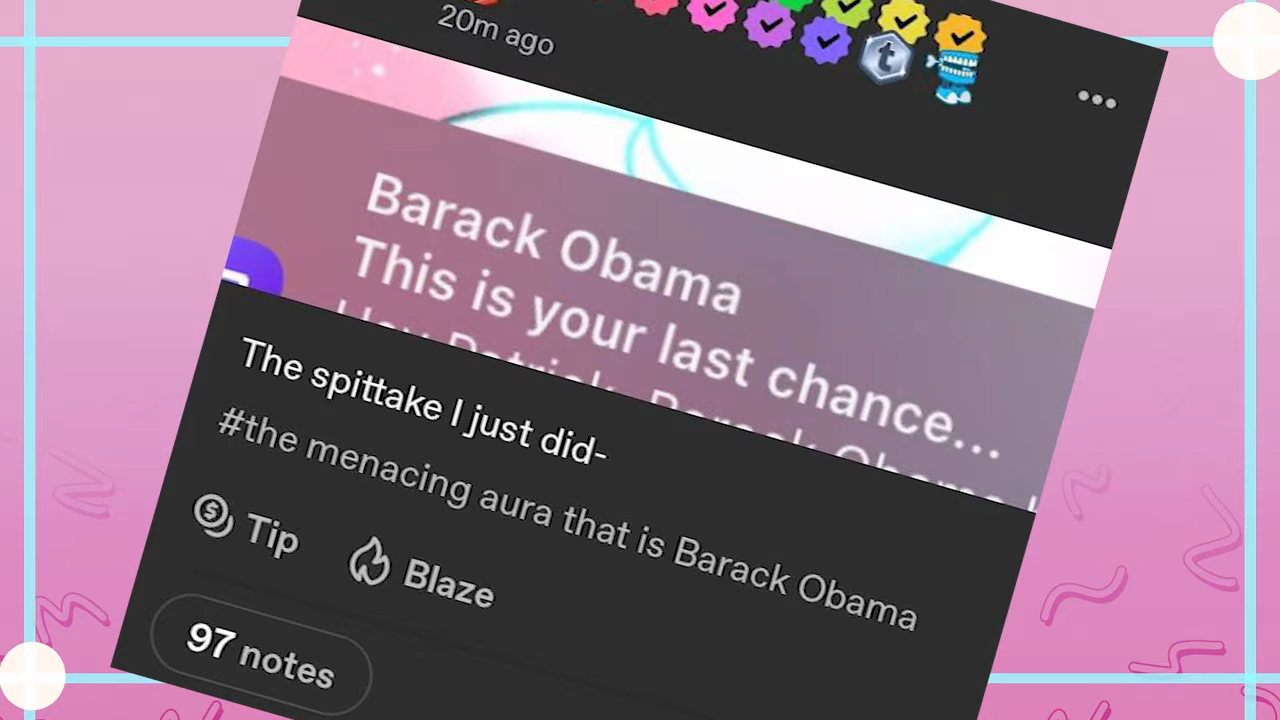 20m ago
Barack Obama
This is your last chance...
The spittake I just did-
#the menacing aura that is Barack Obama
Tip
Blaze
97 notes